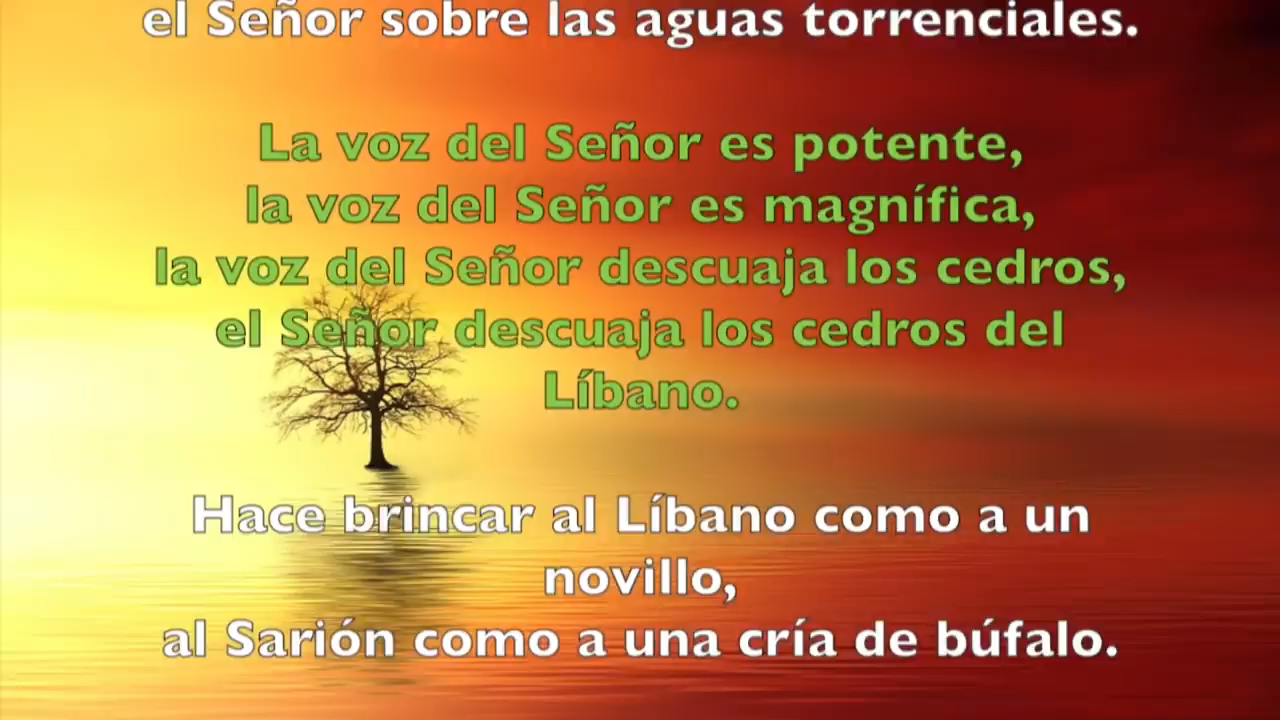 el Señor sobre las aguas torrenciales.
La voz del Señor es potente,
la voz del Señor es magnífica,
la voz del Señor descuaja los cedros,
el Señor descuaja los cedros del
Líbano.
Hace brincar al Líbano como a un
novillo,
al Sarión como a una cría de búfalo.